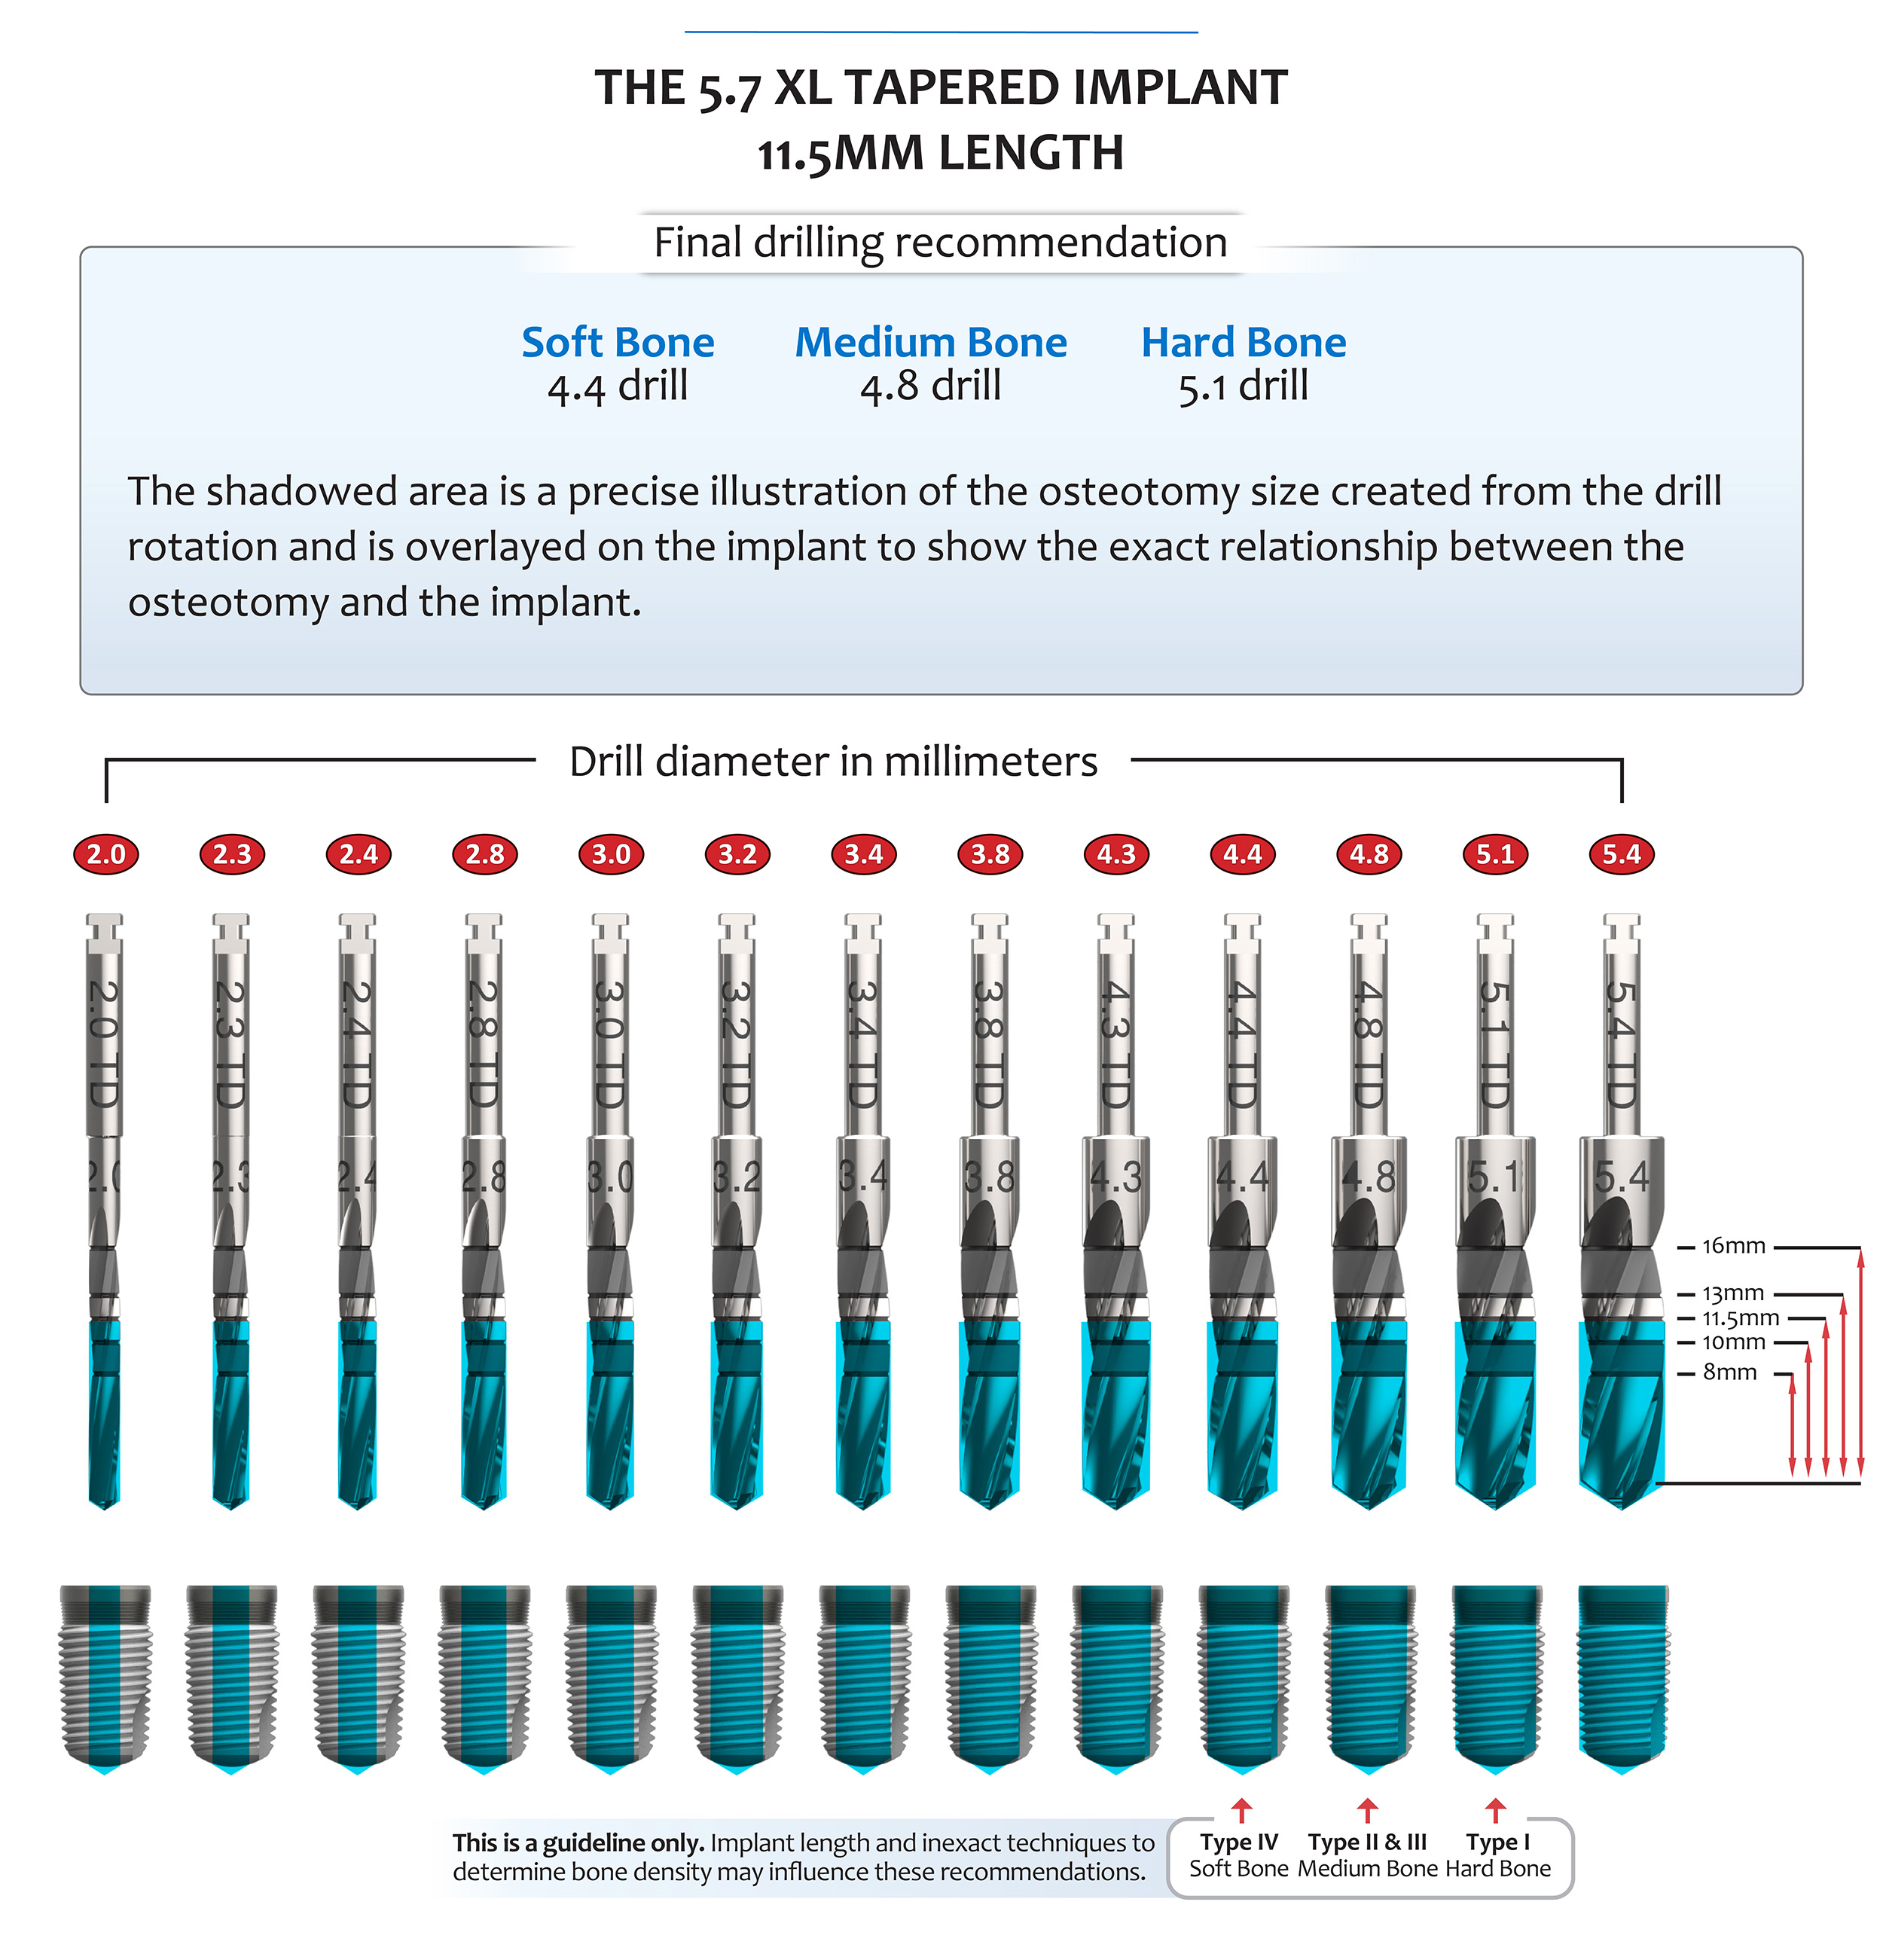 THE 5.7 XL TAPERED IMPLANT
11.5MM LENGTH
Final drilling recommendation
Soft Bone Medium Bone Hard Bone
4.4 drill 4.8 drill 5.1 drill
The shadowed area is a precise illustration of the osteotomy size created from the drill
rotation and is overlayed on the implant to show the exact relationship between the
osteotomy and the implant.
Drill diameter in millimeters
2.0 2.3 2.4 2.8 3.0 3.2 3.4 3.8 4.3 4.4 4.8 5.1 5.4
2.0 TD 2.3 TD 2.4 TD 2.8 TD 3.0 TD 3.2 TD 3.4 TD 3.8 TD 4.3 TD 4.4 TD 4.8 TD 5.1 TD 5.4 TD
2.0 2.3 2.4 2.8 3.0 3.2 3.4 3.8 4.3 4.4 4.8 5.1 5.4
16mm
13mm
11.5mm
10mm
8mm
This is a guideline only. Implant length and inexact techniques to
determine bone density may influence these recommendations.
Type IV Type II & III Type I
Soft Bone Medium Bone Hard Bone